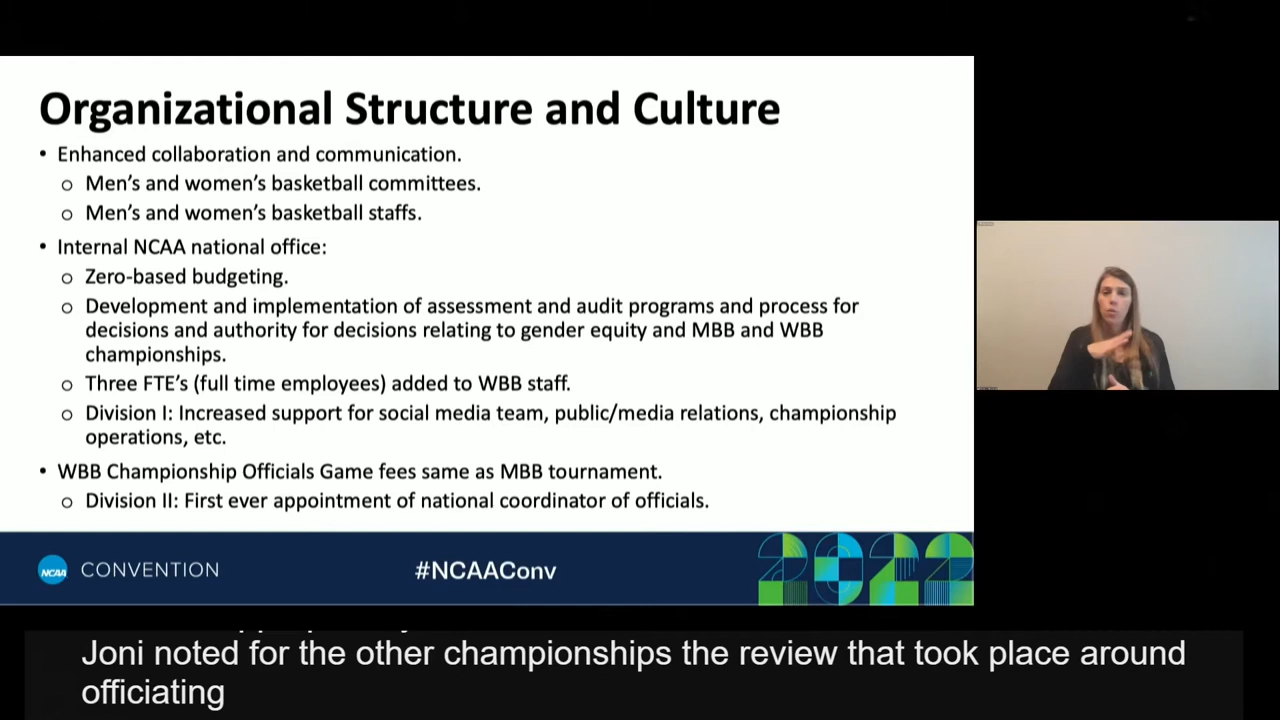 Organizational Structure and Culture
• Enhanced collaboration and communication.
o Men's and women's basketball committees.
o Men's and women's basketball staffs.
• Internal NCAA national office:
o Zero-based budgeting.
o Development and implementation of assessment and audit programs and process for
decisions and authority for decisions relating to gender equity and MBB and WBB
championships.
o Three FTE's (full time employees) added to WBB staff.
o Division I: Increased support for social media team, public/media relations, championship
operations, etc.
• WBB Championship Officials Game fees same as MBB tournament.
o Division II: First ever appointment of national coordinator of officials.
NCAA CONVENTION
#NCAAConv
2022
Joni noted for the other championships the review that took place around
officiating